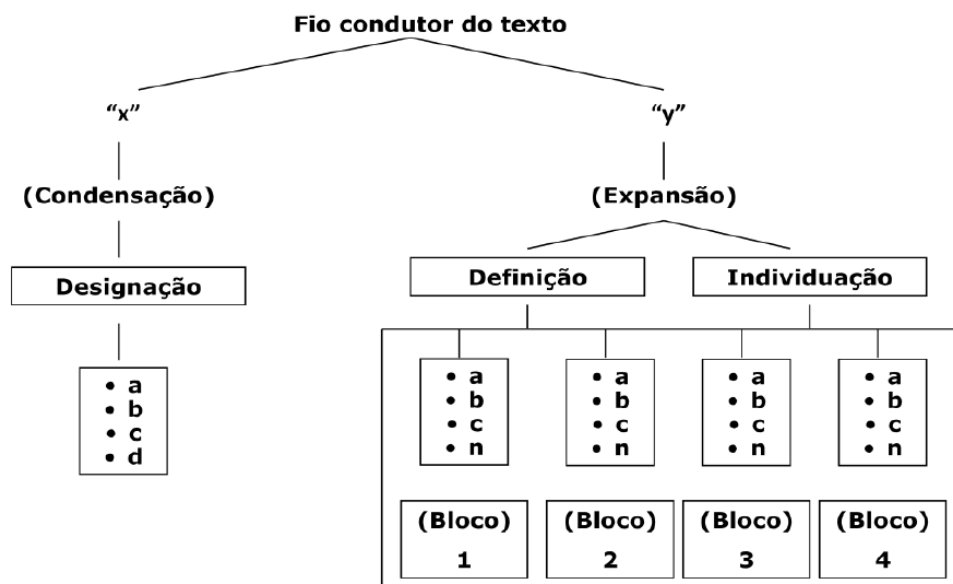 Fio condutor do texto
“x” “y”
(Condensação) (Expansão)
Designação Definição Individuação
• a
• b
• c
• d
• a
• b
• c
• n
• a
• b
• c
• n
• a
• b
• c
• n
• a
• b
• c
• n
(Bloco)
1
(Bloco)
2
(Bloco)
3
(Bloco)
4